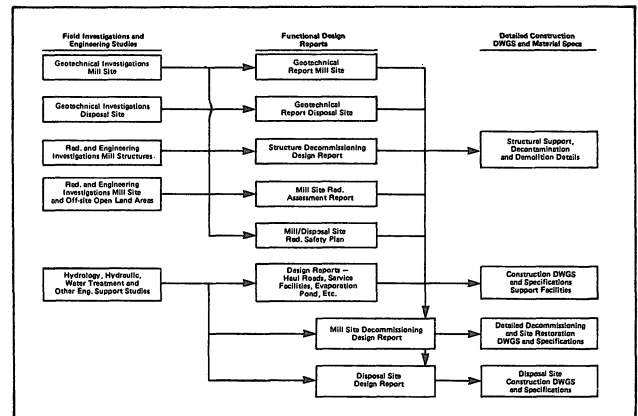 Field Investigations and
Engineering Studies
Functional Design
Reports
Detailed Construction
DWGS and Material Specs
Geotechnical Investigations
Mill Site
Geotechnical
Report Mill Site
Geotechnical Investigations
Disposal Site
Geotechnical
Report Disposal Site
Rad. and Engineering
Investigations Mill Structures
Structure Decommissioning
Design Report
Structural Support,
Decontamination
and Demolition Details
Rad. and Engineering
Investigations Mill Site
and Off-site Open Land Areas
Mill Site Rad.
Assessment Report
Mill/Disposal Site
Rad. Safety Plan
Hydrology, Hydraulic,
Water Treatment and
Other Eng. Support Studies
Design Reports —
Haul Roads, Service
Facilities, Evaporation
Pond, Etc.
Construction DWGS
and Specifications
Support Facilities
Mill Site Decommissioning
Design Report
Detailed Decommissioning
and Site Restoration
DWGS and Specifications
Disposal Site
Design Report
Disposal Site
Construction DWGS
and Specifications